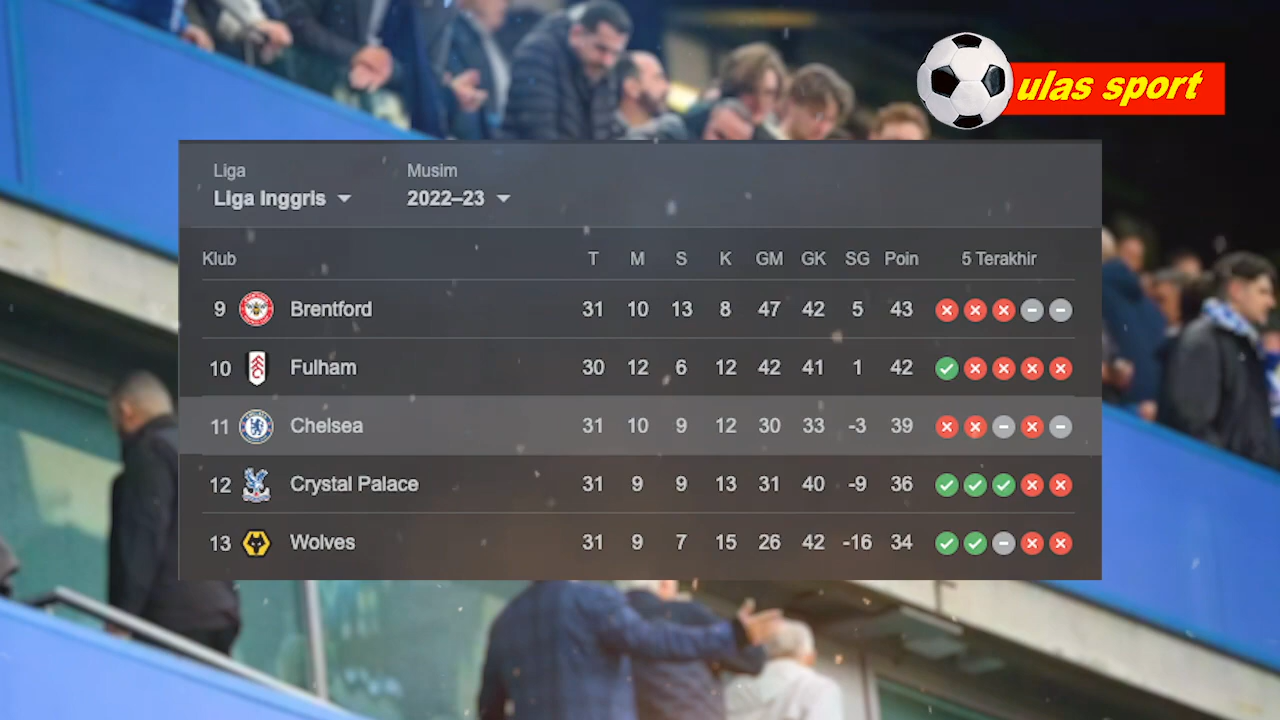 ulas sport
Liga Musim
Liga Inggris 2022–23
Klub T M S K GM GK SG Poin 5 Terakhir
9 Brentford 31 10 13 8 47 42 5 43
10 Fulham 30 12 6 12 42 41 1 42
11 Chelsea 31 10 9 12 30 33 -3 39
12 Crystal Palace 31 9 9 13 31 40 -9 36
13 Wolves 31 9 7 15 26 42 -16 34